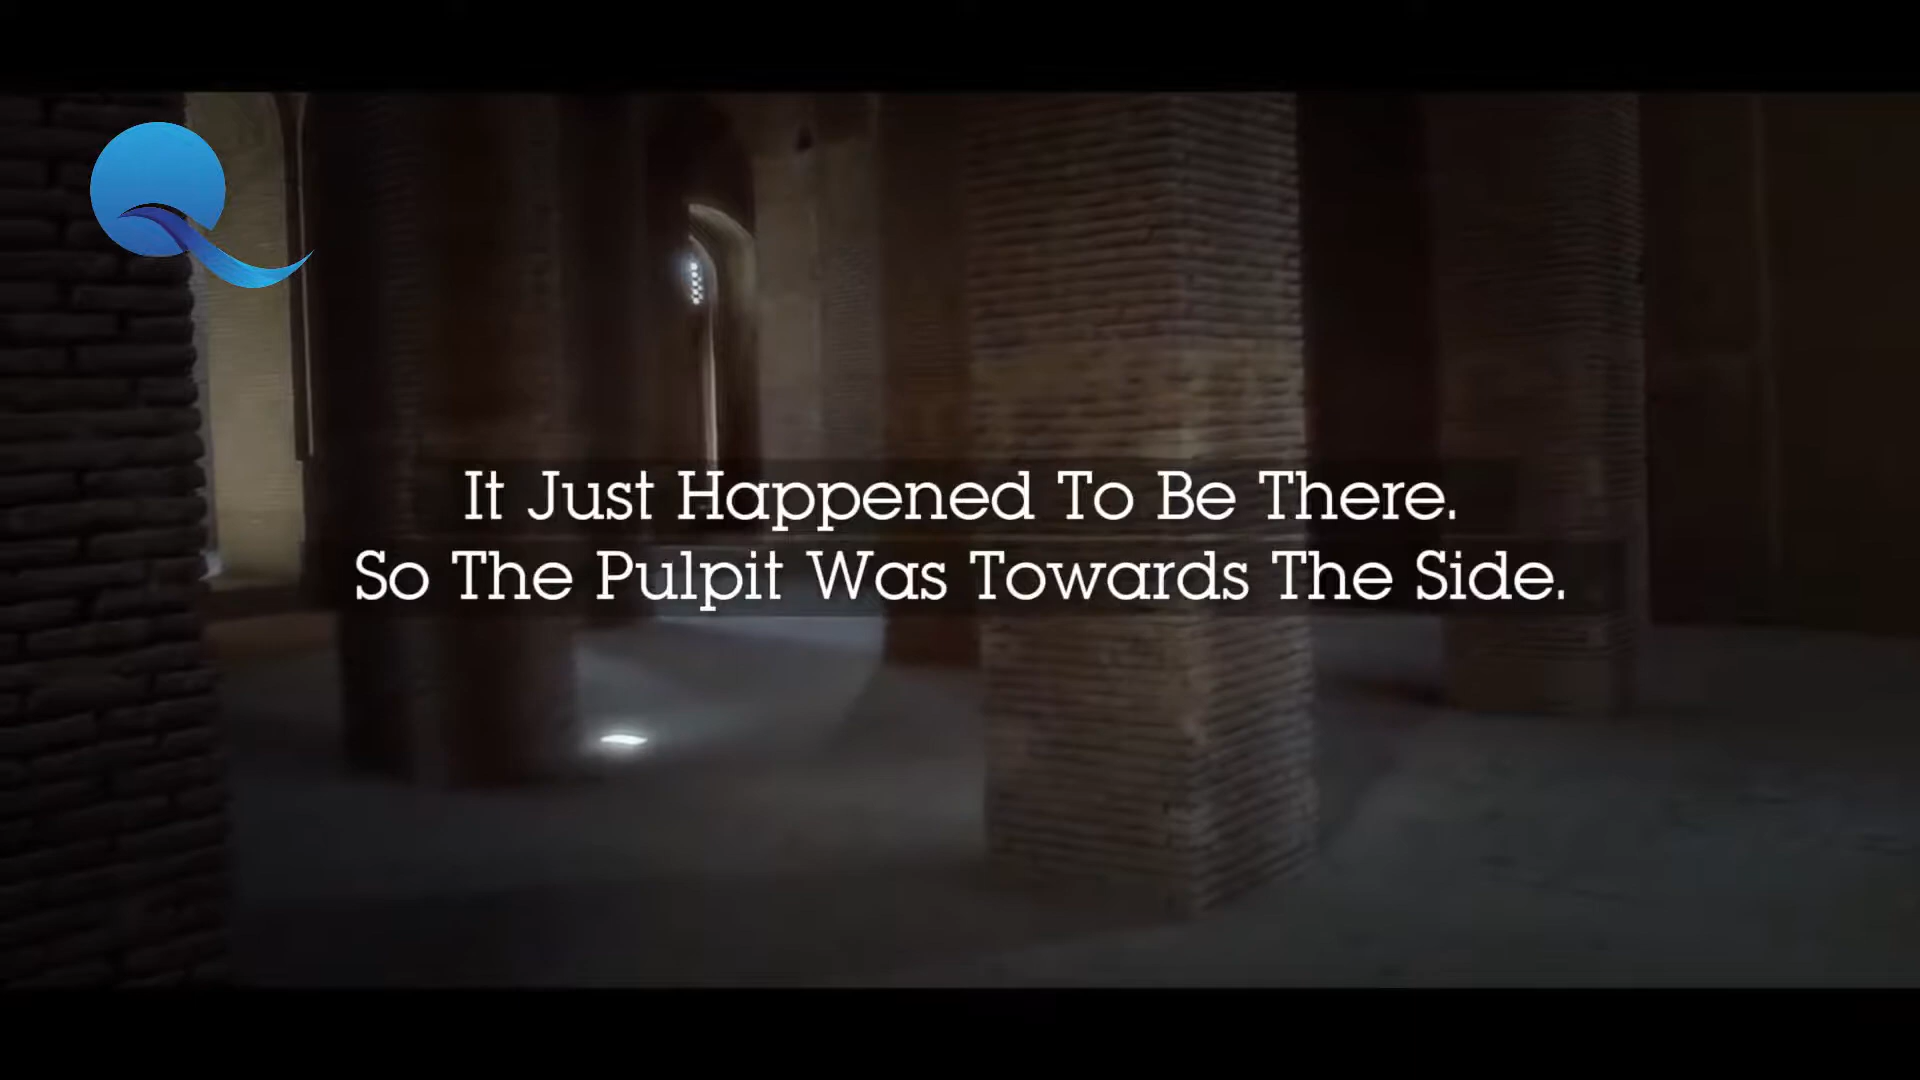 It Just Happened To Be There.
So The Pulpit Was Towards The Side.